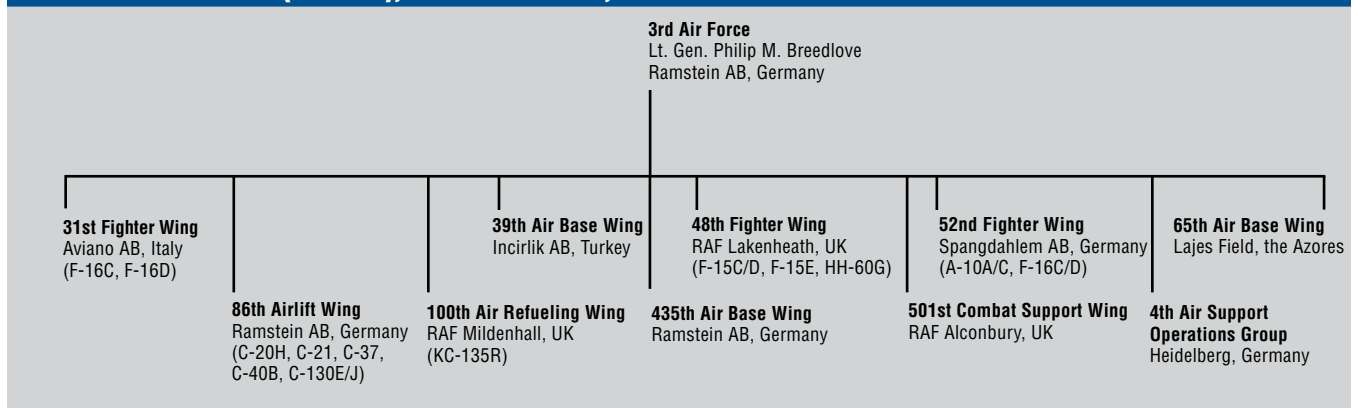 3rd Air Force
Lt. Gen. Philip M. Breedlove
Ramstein AB, Germany
31st Fighter Wing
Aviano AB, Italy
(F-16C, F-16D)
39th Air Base Wing
Incirlik AB, Turkey
48th Fighter Wing
RAF Lakenheath, UK
(F-15C/D, F-15E, HH-60G)
52nd Fighter Wing
Spangdahlem AB, Germany
(A-10A/C, F-16C/D)
65th Air Base Wing
Lajes Field, the Azores
86th Airlift Wing
Ramstein AB, Germany
(C-20H, C-21, C-37,
C-40B, C-130E/J)
100th Air Refueling Wing
RAF Mildenhall, UK
(KC-135R)
435th Air Base Wing
Ramstein AB, Germany
501st Combat Support Wing
RAF Alconbury, UK
4th Air Support
Operations Group
Heidelberg, Germany